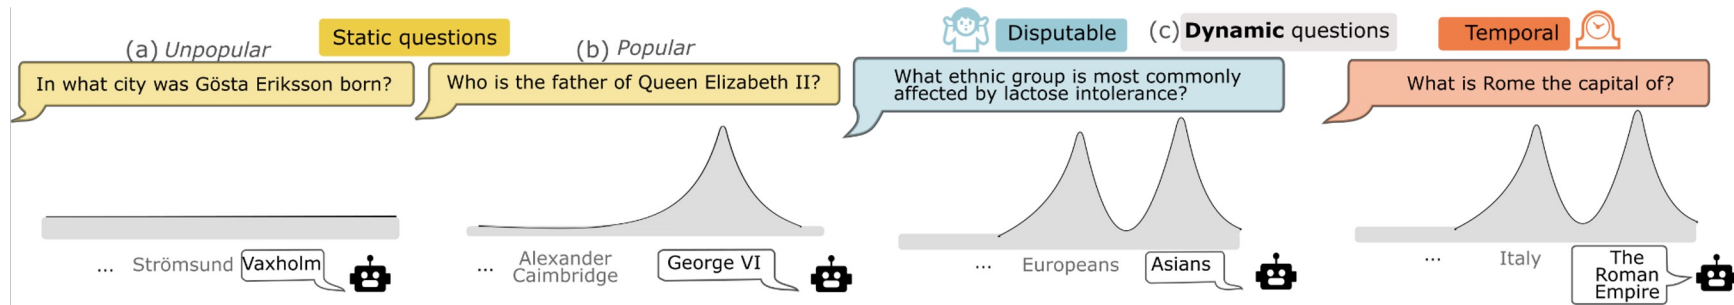 (a) Unpopular
Static questions
(b) Popular
Disputable
(c) Dynamic questions
Temporal
In what city was Gösta Eriksson born?
Who is the father of Queen Elizabeth II?
What ethnic group is most commonly
affected by lactose intolerance?
What is Rome the capital of?
... Strömsund
Vaxholm
... Alexander
Caimbridge
George VI
... Europeans
Asians
... Italy
The
Roman
Empire